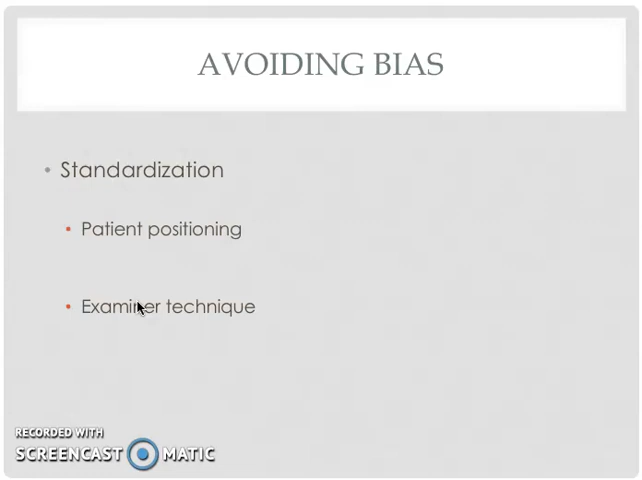 AVOIDING BIAS
• Standardization
• Patient positioning
• Examiner technique
RECORDED WITH
SCREENCAST MATIC